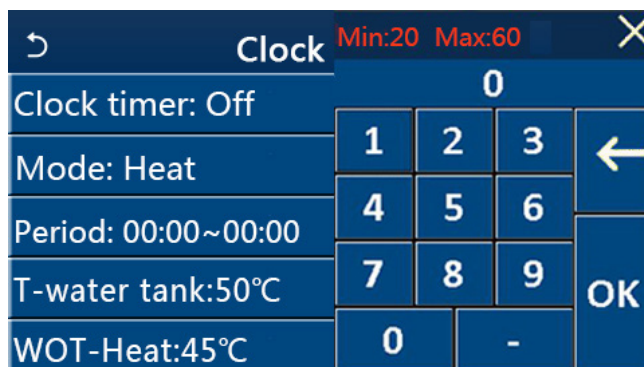 Clock
Clock timer: Off
Mode: Heat
Period: 00:00~00:00
T-water tank:50℃
WOT-Heat:45℃
Min:20 Max:60
0
1 2 3
4 5 6
7 8 9
0 -
OK